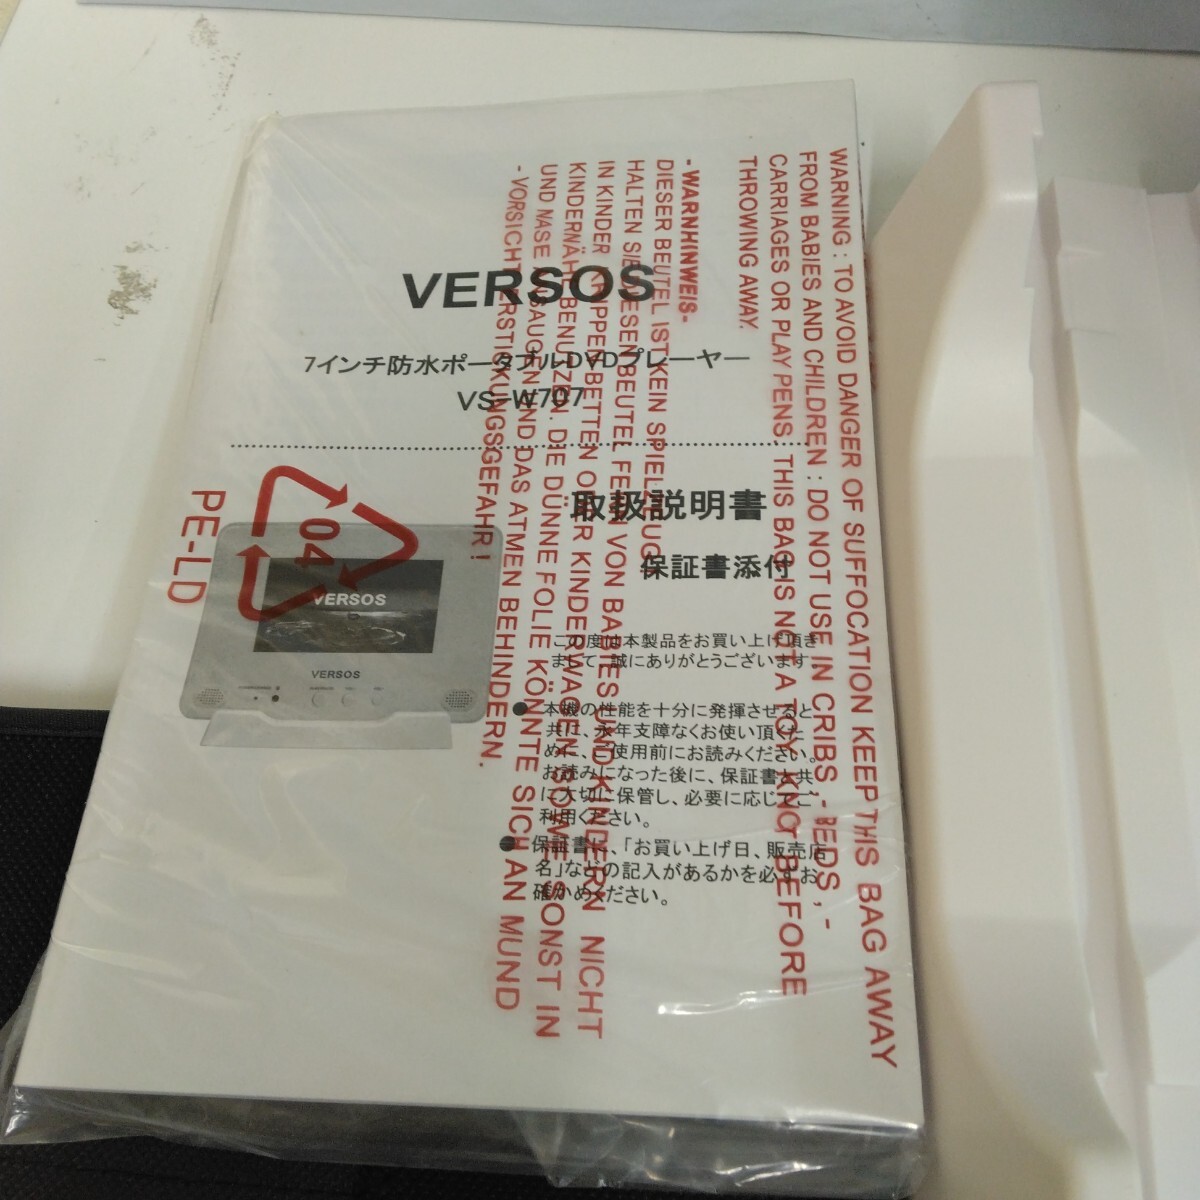 VERSOS
7インチ防水ポータブルDVDプレーヤー
VS-W707
取扱説明書
保証書添付
この度は本製品をお買い上げ頂き
まして、誠にありがとうございます。
● 本機の性能を十分に発揮させると
共に、永年支障なくお使い頂くた
めに、ご使用前にお読みください。
お読みになった後に、保証書と共
に大切に保管し、必要に応じてご
利用ください。
● 保証書に、「お買い上げ日、販売店
名」などの記入があるかを必ずお
確かめください。
VERSOS
VERSOS
04
PE-LD
WARNING : TO AVOID DANGER OF SUFFOCATION KEEP THIS BAG AWAY
FROM BABIES AND CHILDREN : DO NOT USE IN CRIBS, - BEDS, -
CARRIAGES OR PLAY PENS. THIS BAG IS NOT A TOY. KNOT BEFORE
THROWING AWAY.
- WARNHINWEIS-
DIESER BEUTEL IST KEIN SPIELZEUG
HALTEN SIE DIESEN BEUTEL FERN VON BABIES UND KINDERN NICHT
IN KINDER KRIPPEN, BETTEN ODER KINDERWAGEN SOWIE SONST IN
KINDERNÄHE BENUTZEN. DIE DÜNNE FOLIE KÖNNTE SICH AN MUND
UND NASE ANSAUGEN UND DAS ATMEN BEHINDERN.
- VORSICHT ERSTICKUNGSGEFAHR !